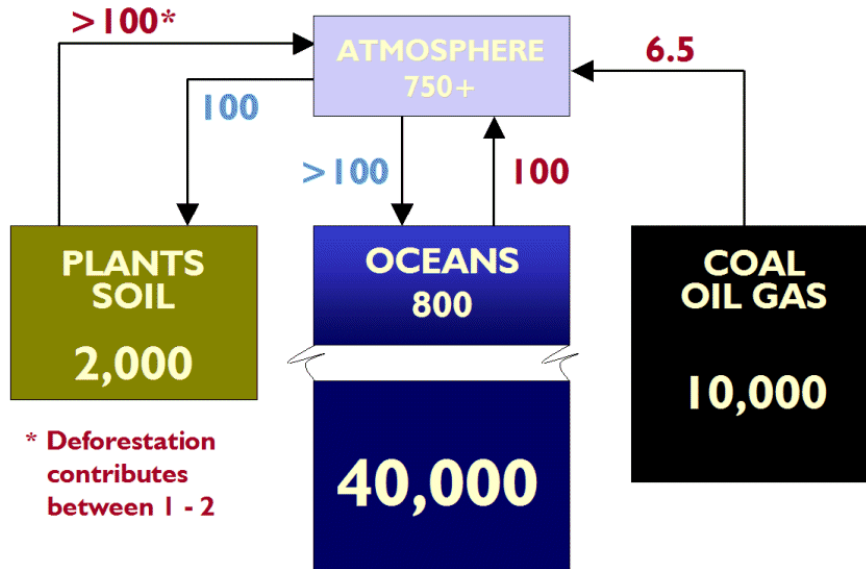 >100*
ATMOSPHERE
750+
6.5
100
>100
100
PLANTS
SOIL
2,000
OCEANS
800
COAL
OIL GAS
10,000
40,000
* Deforestation
contributes
between 1 - 2